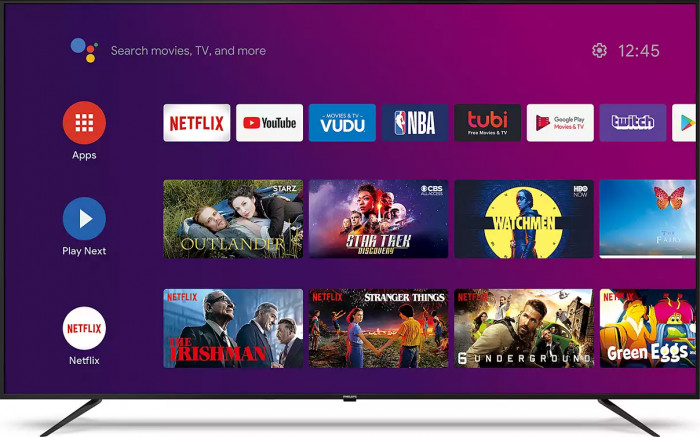 Search movies, TV, and more
12:45
Apps
NETFLIX
YouTube
MOVIES & TV
VUDU
NBA
tubi
Free Movies & TV
Google Play
Movies & TV
twitch
Play Next
STARZ
OUTLANDER
CBS
ALL ACCESS
STAR TREK
DISCOVERY
HBO
NOW
WATCHMEN
THE
NETFLIX
Netflix
NETFLIX
THE
IRISHMAN
NETFLIX
STRANGER THINGS
NETFLIX
6 UNDERGROUND
Green Eggs
PHILIPS